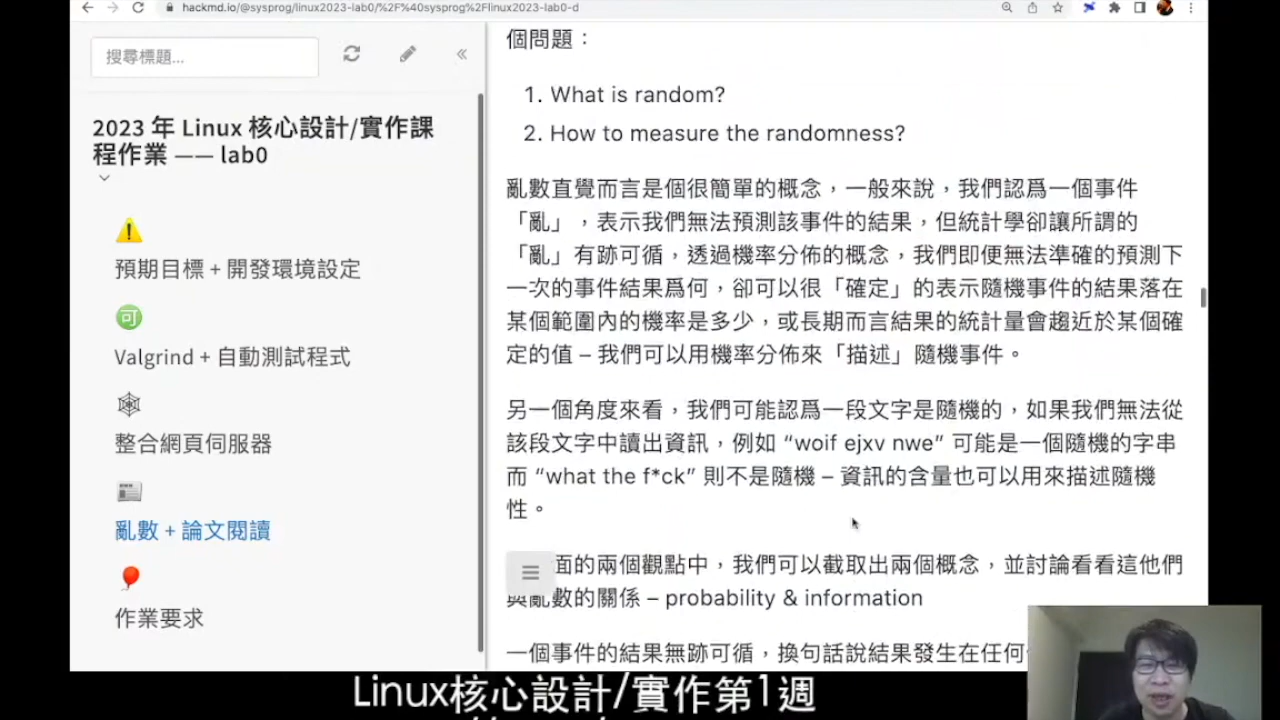 hackmd.io/@sysprog/linux2023-lab0/%2F%40sysprog%2Flinux2023-lab0-d
搜尋標題...
2023 年 Linux 核心設計/實作課
程作業 —— lab0
預期目標 + 開發環境設定
可
Valgrind + 自動測試程式
整合網頁伺服器
亂數 + 論文閱讀
作業要求
個問題：
1. What is random?
2. How to measure the randomness?
亂數直覺而言是個很簡單的概念，一般來說，我們認爲一個事件
「亂」，表示我們無法預測該事件的結果，但統計學卻讓所謂的
「亂」有跡可循，透過機率分佈的概念，我們即便無法準確的預測下
一次的事件結果爲何，卻可以很「確定」的表示隨機事件的結果落在
某個範圍內的機率是多少，或長期而言結果的統計量會趨近於某個確
定的值 – 我們可以用機率分佈來「描述」隨機事件。
另一個角度來看，我們可能認爲一段文字是隨機的，如果我們無法從
該段文字中讀出資訊，例如 “woif ejxv nwe” 可能是一個隨機的字串
而 “what the f*ck” 則不是隨機 – 資訊的含量也可以用來描述隨機
性。
面的兩個觀點中，我們可以截取出兩個概念，並討論看看這他們
與亂數的關係 – probability & information
一個事件的結果無跡可循，換句話說結果發生在任何
Linux核心設計/實作第1週